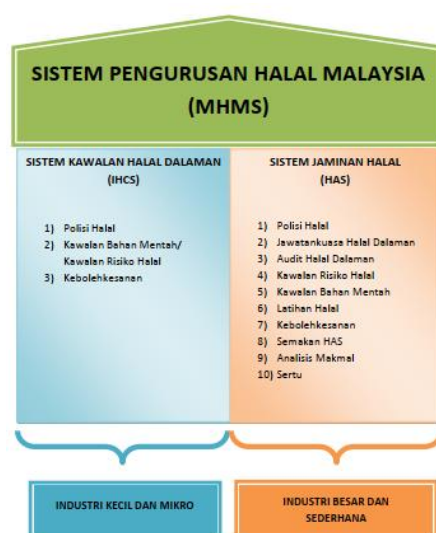 SISTEM PENGURUSAN HALAL MALAYSIA
(MHMS)
SISTEM KAWALAN HALAL DALAMAN
(IHCS)
1) Polisi Halal
2) Kawalan Bahan Mentah/
Kawalan Risiko Halal
3) Kebolehkesanan
SISTEM JAMINAN HALAL
(HAS)
1) Polisi Halal
2) Jawatankuasa Halal Dalaman
3) Audit Halal Dalaman
4) Kawalan Risiko Halal
5) Kawalan Bahan Mentah
6) Latihan Halal
7) Kebolehkesanan
8) Semakan HAS
9) Analisis Makmal
10) Sertu
INDUSTRI KECIL DAN MIKRO
INDUSTRI BESAR DAN
SEDERHANA